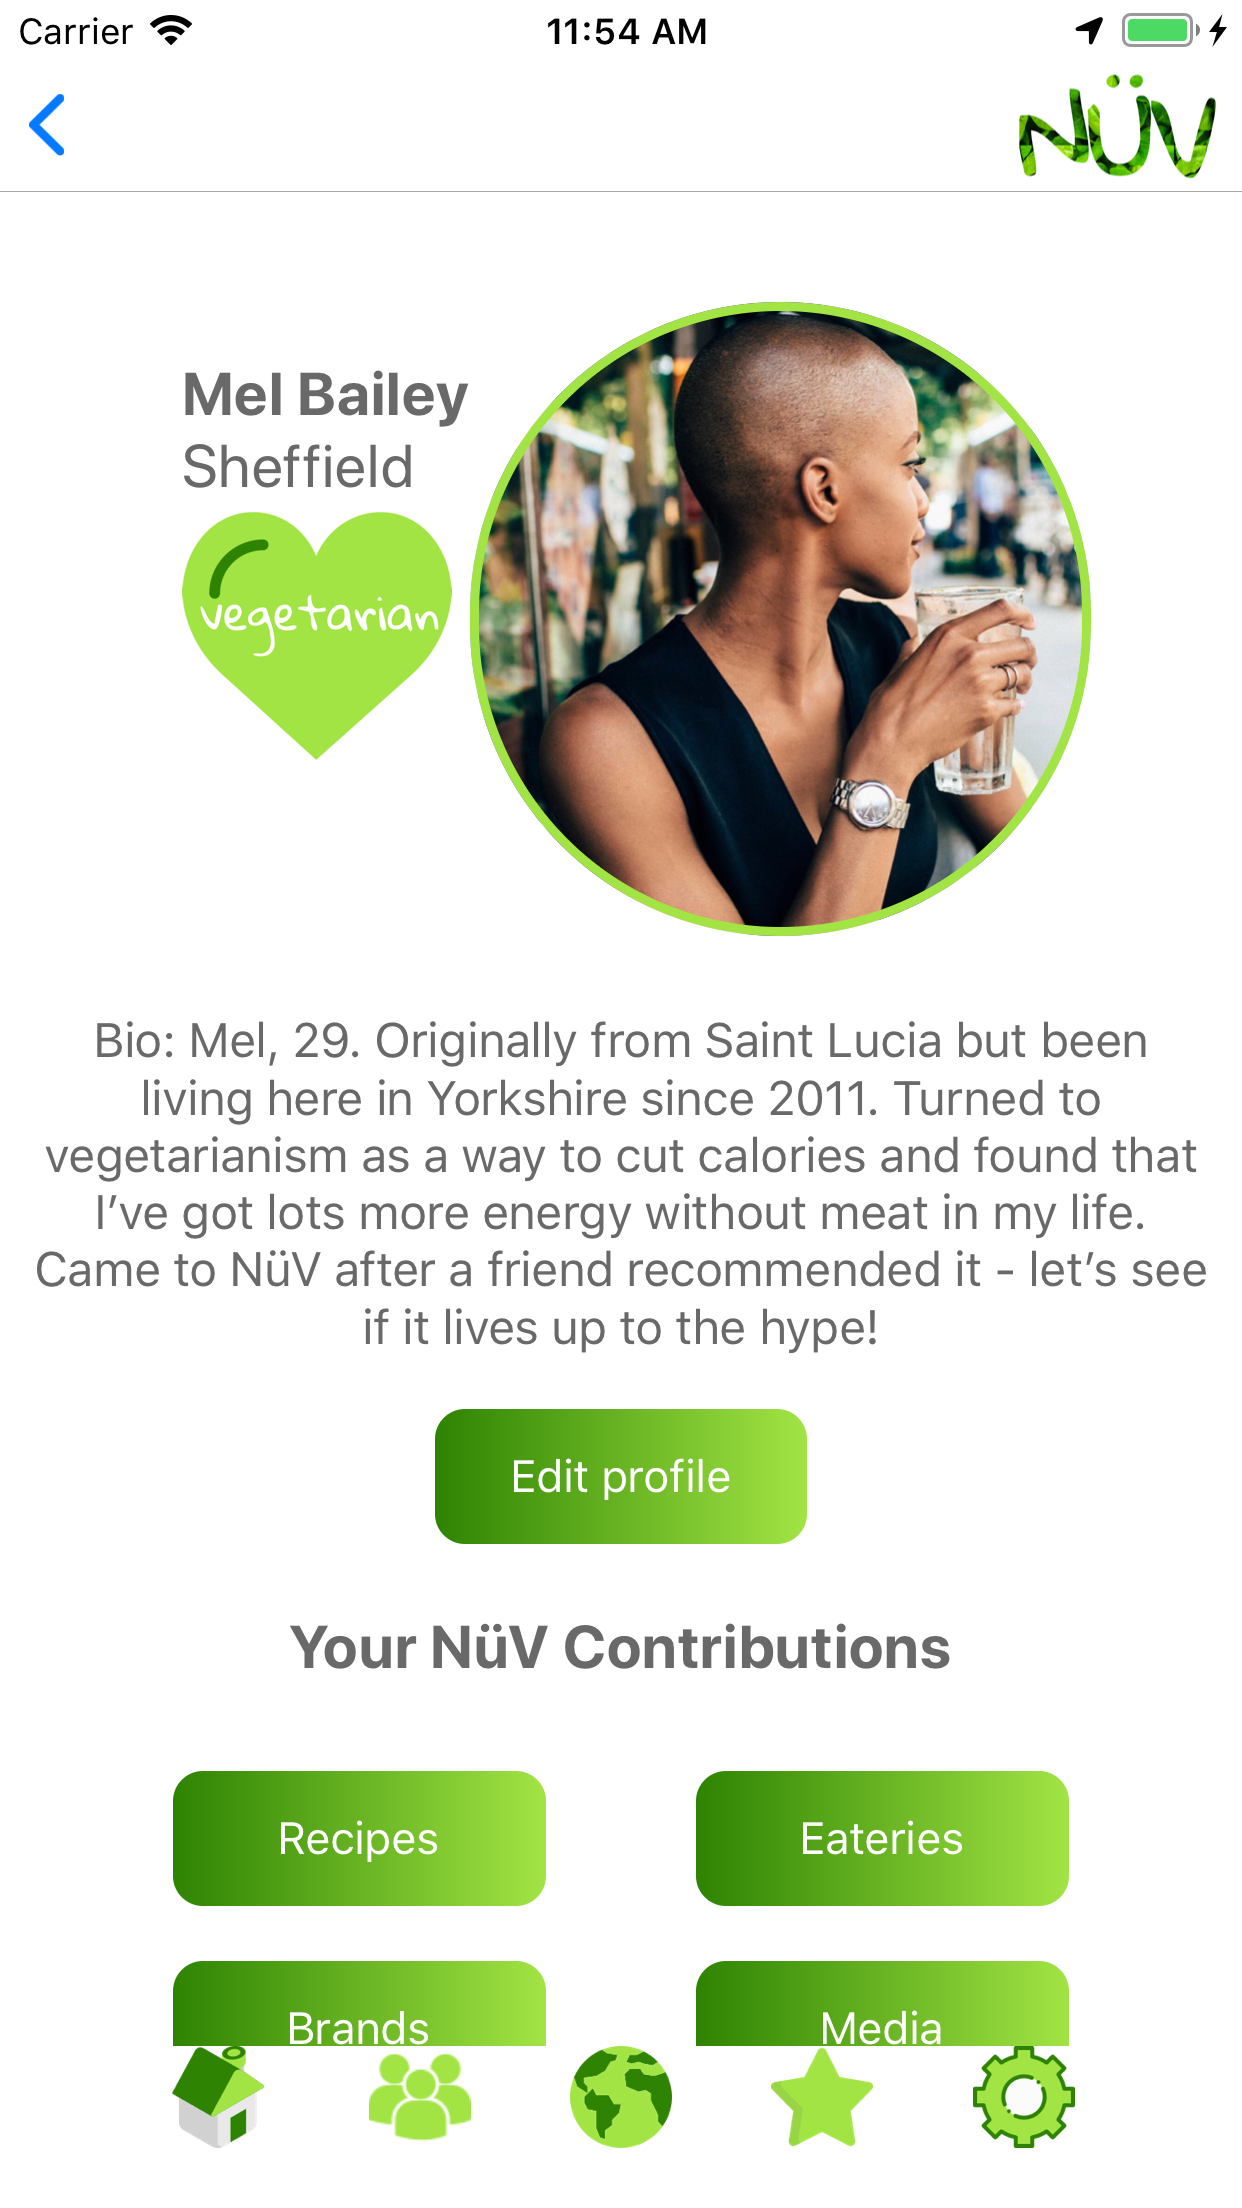 Carrier 11:54 AM
NÜV
Mel Bailey
Sheffield
vegetarian
Bio: Mel, 29. Originally from Saint Lucia but been
living here in Yorkshire since 2011. Turned to
vegetarianism as a way to cut calories and found that
I’ve got lots more energy without meat in my life.
Came to NüV after a friend recommended it - let’s see
if it lives up to the hype!
Edit profile
Your NüV Contributions
Recipes Eateries
Brands Media